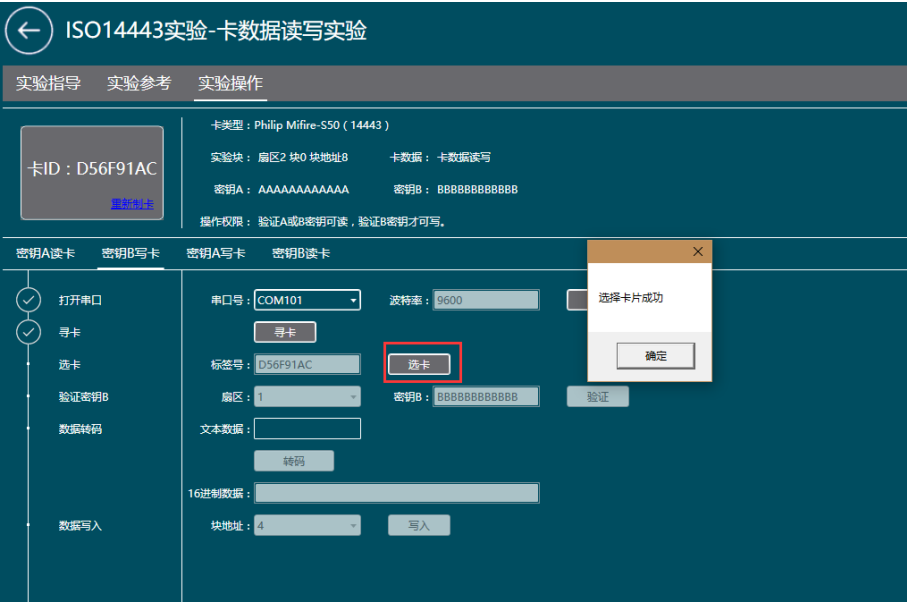 ISO14443实验-卡数据读写实验
实验指导 实验参考 实验操作
卡ID：D56F91AC
重新制卡
卡类型：Philip Mifire-S50（14443）
实验块： 扇区2 块0 块地址8 卡数据： 卡数据读写
密钥A： AAAAAAAAAAAA 密钥B： BBBBBBBBBBBB
操作权限： 验证A或B密钥可读，验证B密钥才可写。
密钥A读卡 密钥B写卡 密钥A写卡 密钥B读卡
打开串口 串口号：COM101 波特率：9600
选择卡片成功
确定
寻卡 寻卡
选卡 标签号：D56F91AC 选卡
验证密钥B 扇区：1 密钥B：BBBBBBBBBBBB 验证
数据转码 文本数据：
转码
16进制数据：
数据写入 块地址：4 写入